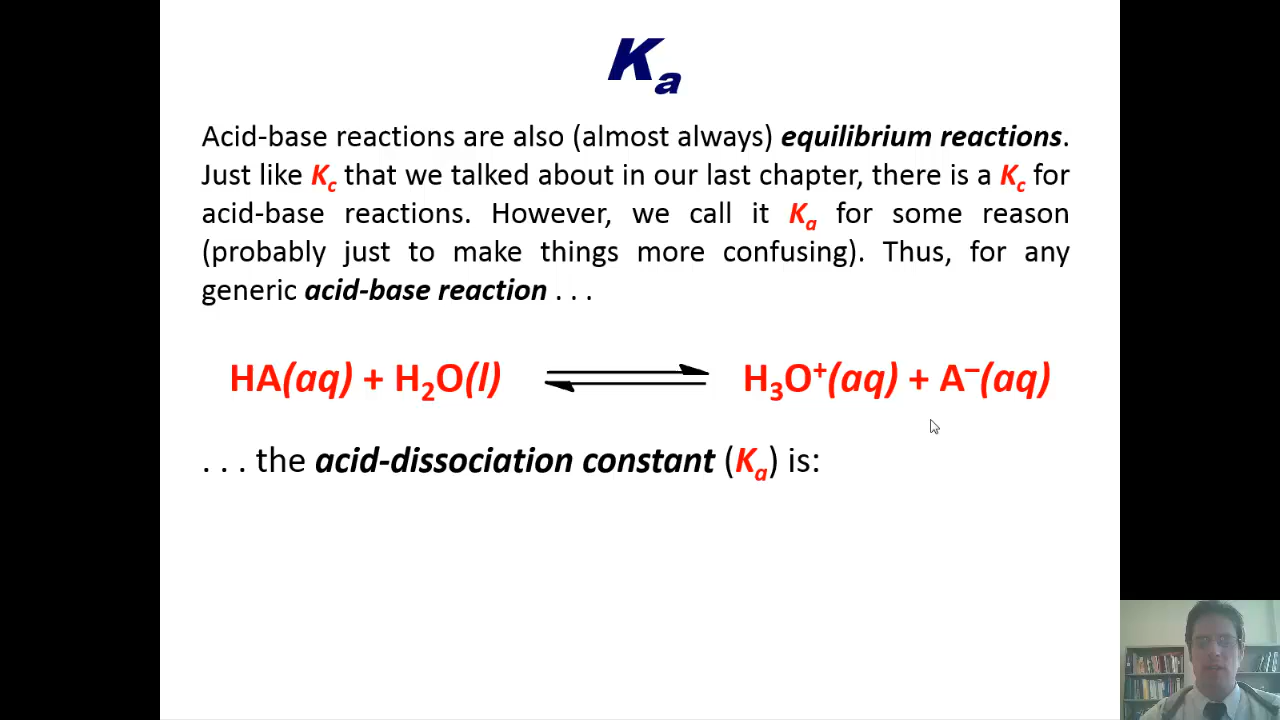 Kₐ
Acid-base reactions are also (almost always) equilibrium reactions.
Just like K꜀ that we talked about in our last chapter, there is a K꜀ for
acid-base reactions. However, we call it Kₐ for some reason
(probably just to make things more confusing). Thus, for any
generic acid-base reaction . . .
HA(aq) + H₂O(l) ⇌ H₃O⁺(aq) + A⁻(aq)
. . . the acid-dissociation constant (Kₐ) is: